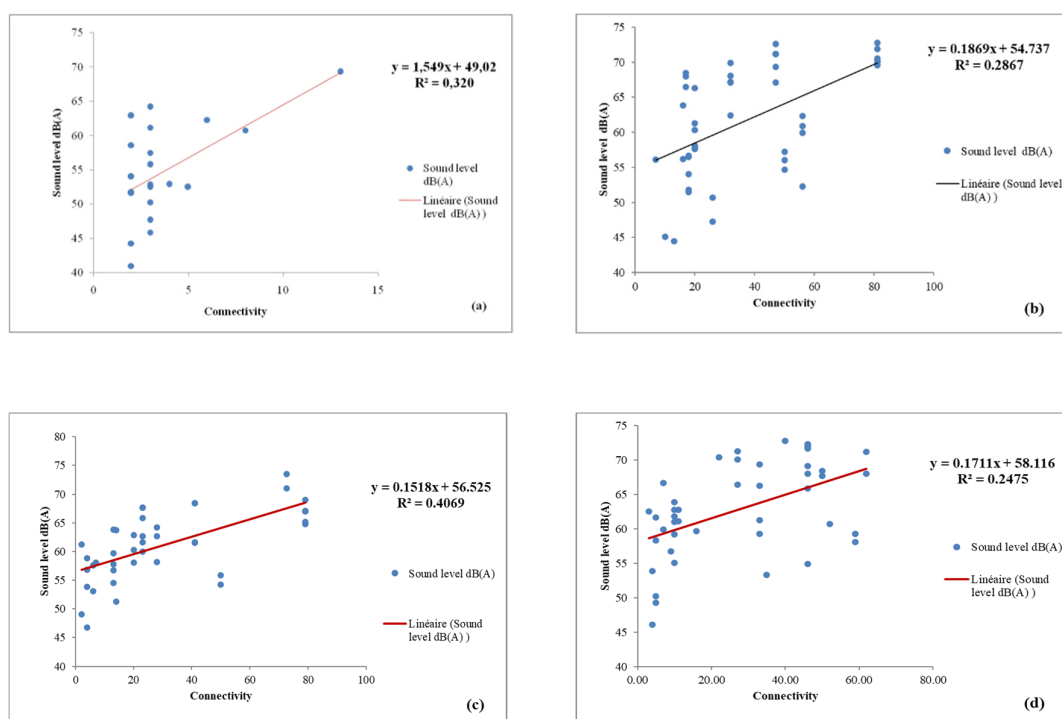 75
70
65
60
55
50
45
40
0
5
10
15
Sound level dB(A)
Connectivity
y = 1,549x + 49,02
R² = 0,320
Sound level
dB(A)
Linéaire (Sound
level dB(A) )
(a)
75
70
65
60
55
50
45
40
0
20
40
60
80
100
Sound level dB(A)
Connectivity
y = 0.1869x + 54.737
R² = 0.2867
Sound level dB(A)
Linéaire (Sound level
dB(A) )
(b)
80
75
70
65
60
55
50
45
40
0
20
40
60
80
100
Sound level dB(A)
Connectivity
y = 0.1518x + 56.525
R² = 0.4069
Sound level dB(A)
Linéaire (Sound
level dB(A) )
(c)
75
70
65
60
55
50
45
40
0.00
20.00
40.00
60.00
80.00
Sound level dB(A)
Connectivity
y = 0.1711x + 58.116
R² = 0.2475
Sound level dB(A)
Linéaire (Sound
level dB(A) )
(d)